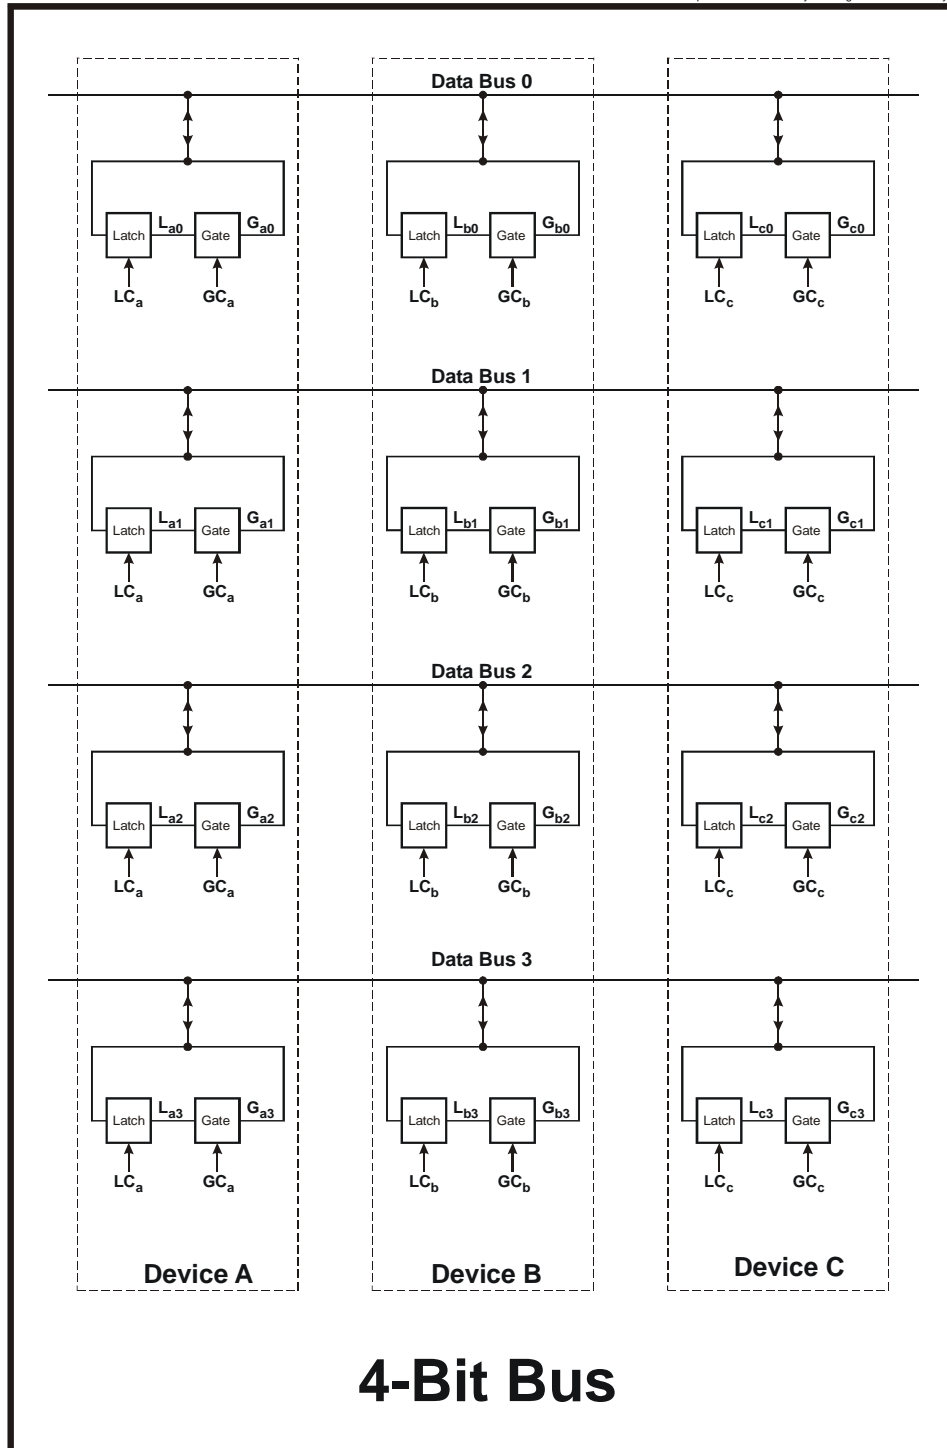 Data Bus 0
Latch La0 Gate Ga0 Latch Lb0 Gate Gb0 Latch Lc0 Gate Gc0
LCa GCa LCb GCb LCc GCc
Data Bus 1
Latch La1 Gate Ga1 Latch Lb1 Gate Gb1 Latch Lc1 Gate Gc1
LCa GCa LCb GCb LCc GCc
Data Bus 2
Latch La2 Gate Ga2 Latch Lb2 Gate Gb2 Latch Lc2 Gate Gc2
LCa GCa LCb GCb LCc GCc
Data Bus 3
Latch La3 Gate Ga3 Latch Lb3 Gate Gb3 Latch Lc3 Gate Gc3
LCa GCa LCb GCb LCc GCc
Device A Device B Device C
4-Bit Bus